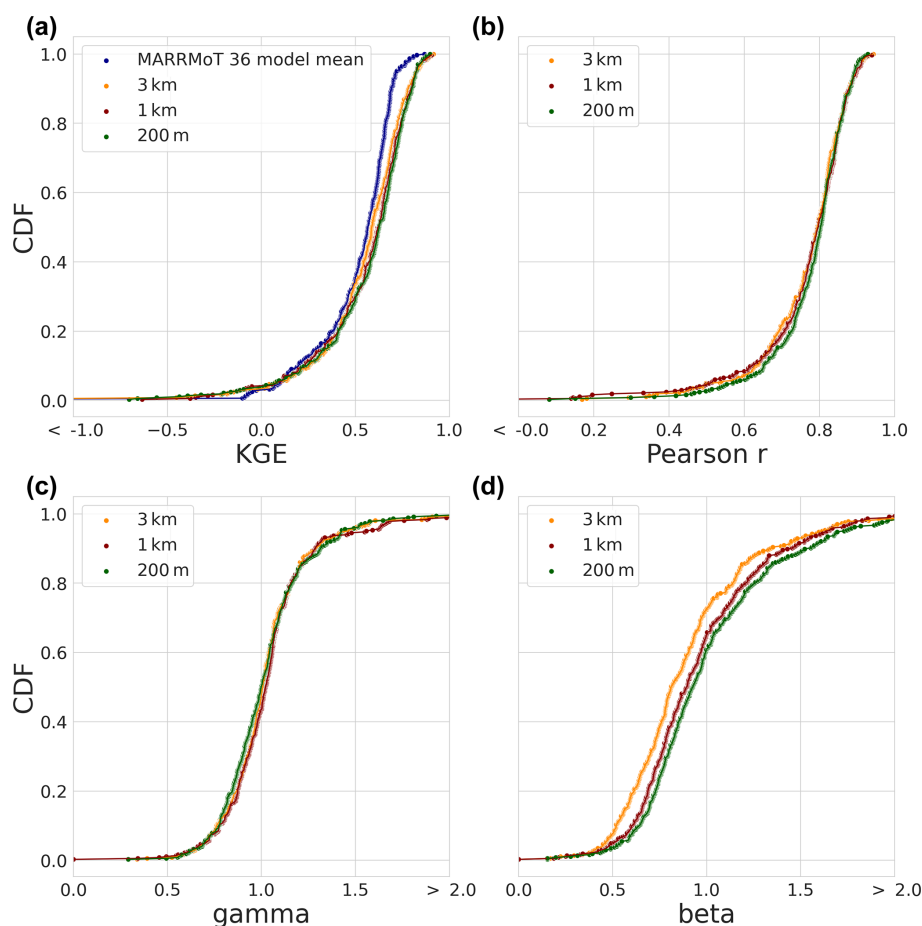 (a)
(b)
1.0
0.8
0.6
0.4
0.2
0.0
CDF
MARRMoT 36 model mean
3 km
1 km
200 m
3 km
1 km
200 m
< -1.0 −0.5 0.0 0.5 1.0
KGE
< -0.0 0.2 0.4 0.6 0.8 1.0
Pearson r
(c)
(d)
1.0
0.8
0.6
0.4
0.2
0.0
CDF
3 km
1 km
200 m
3 km
1 km
200 m
0.0 0.5 1.0 1.5 > 2.0
gamma
0.0 0.5 1.0 1.5 > 2.0
beta